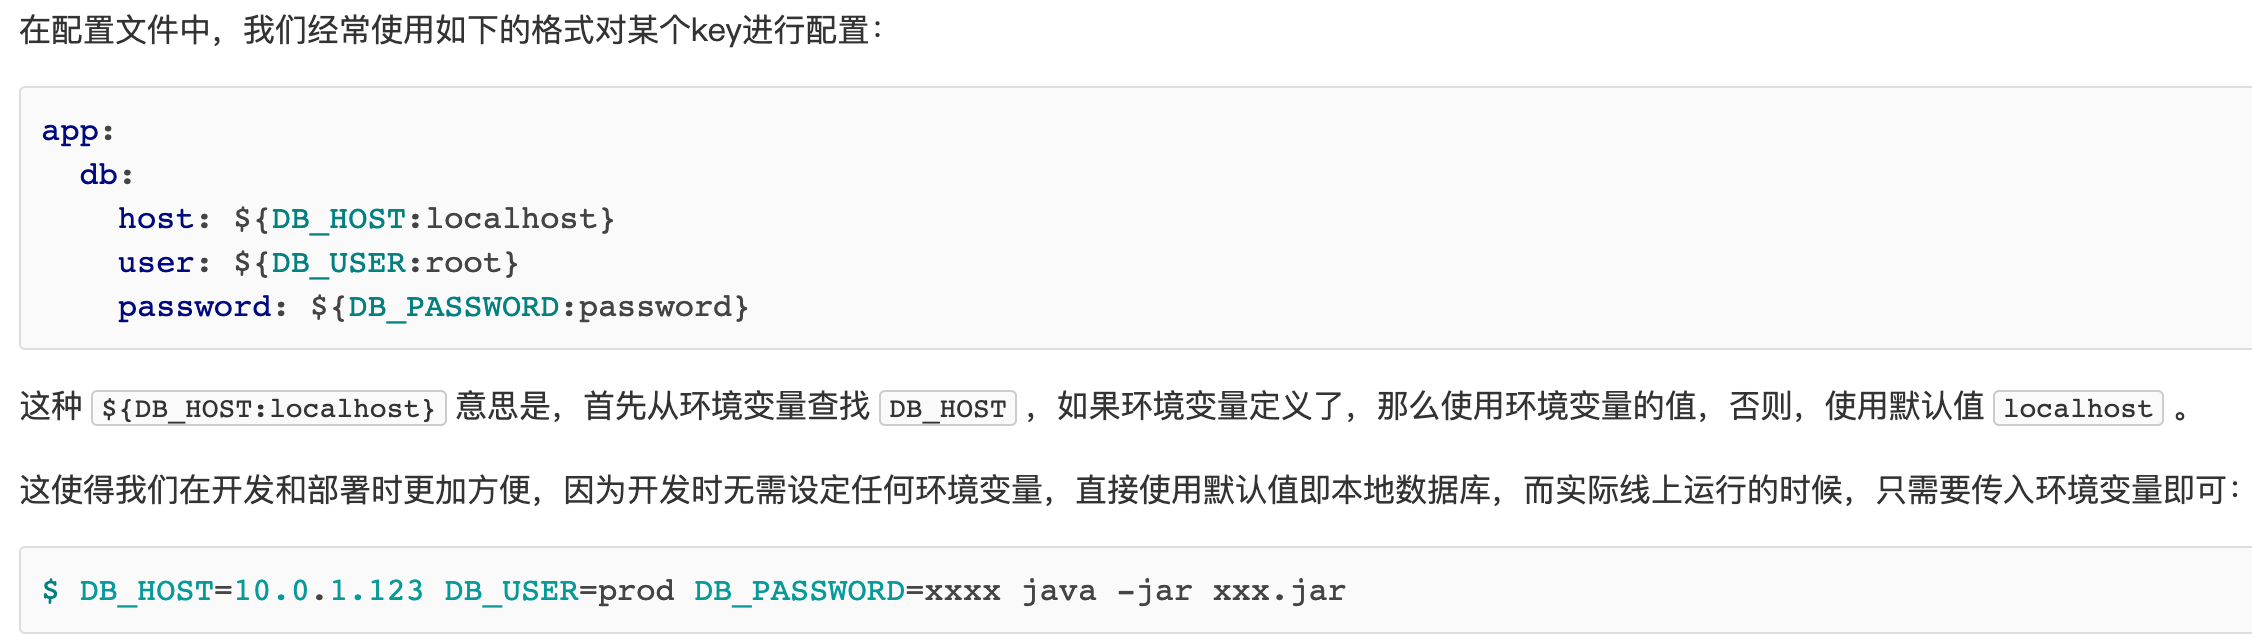 在配置文件中，我们经常使用如下的格式对某个key进行配置：
app:
  db:
    host: ${DB_HOST:localhost}
    user: ${DB_USER:root}
    password: ${DB_PASSWORD:password}
这种 ${DB_HOST:localhost} 意思是，首先从环境变量查找 DB_HOST ，如果环境变量定义了，那么使用环境变量的值，否则，使用默认值 localhost 。
这使得我们在开发和部署时更加方便，因为开发时无需设定任何环境变量，直接使用默认值即本地数据库，而实际线上运行的时候，只需要传入环境变量即可：
$ DB_HOST=10.0.1.123 DB_USER=prod DB_PASSWORD=xxxx java -jar xxx.jar